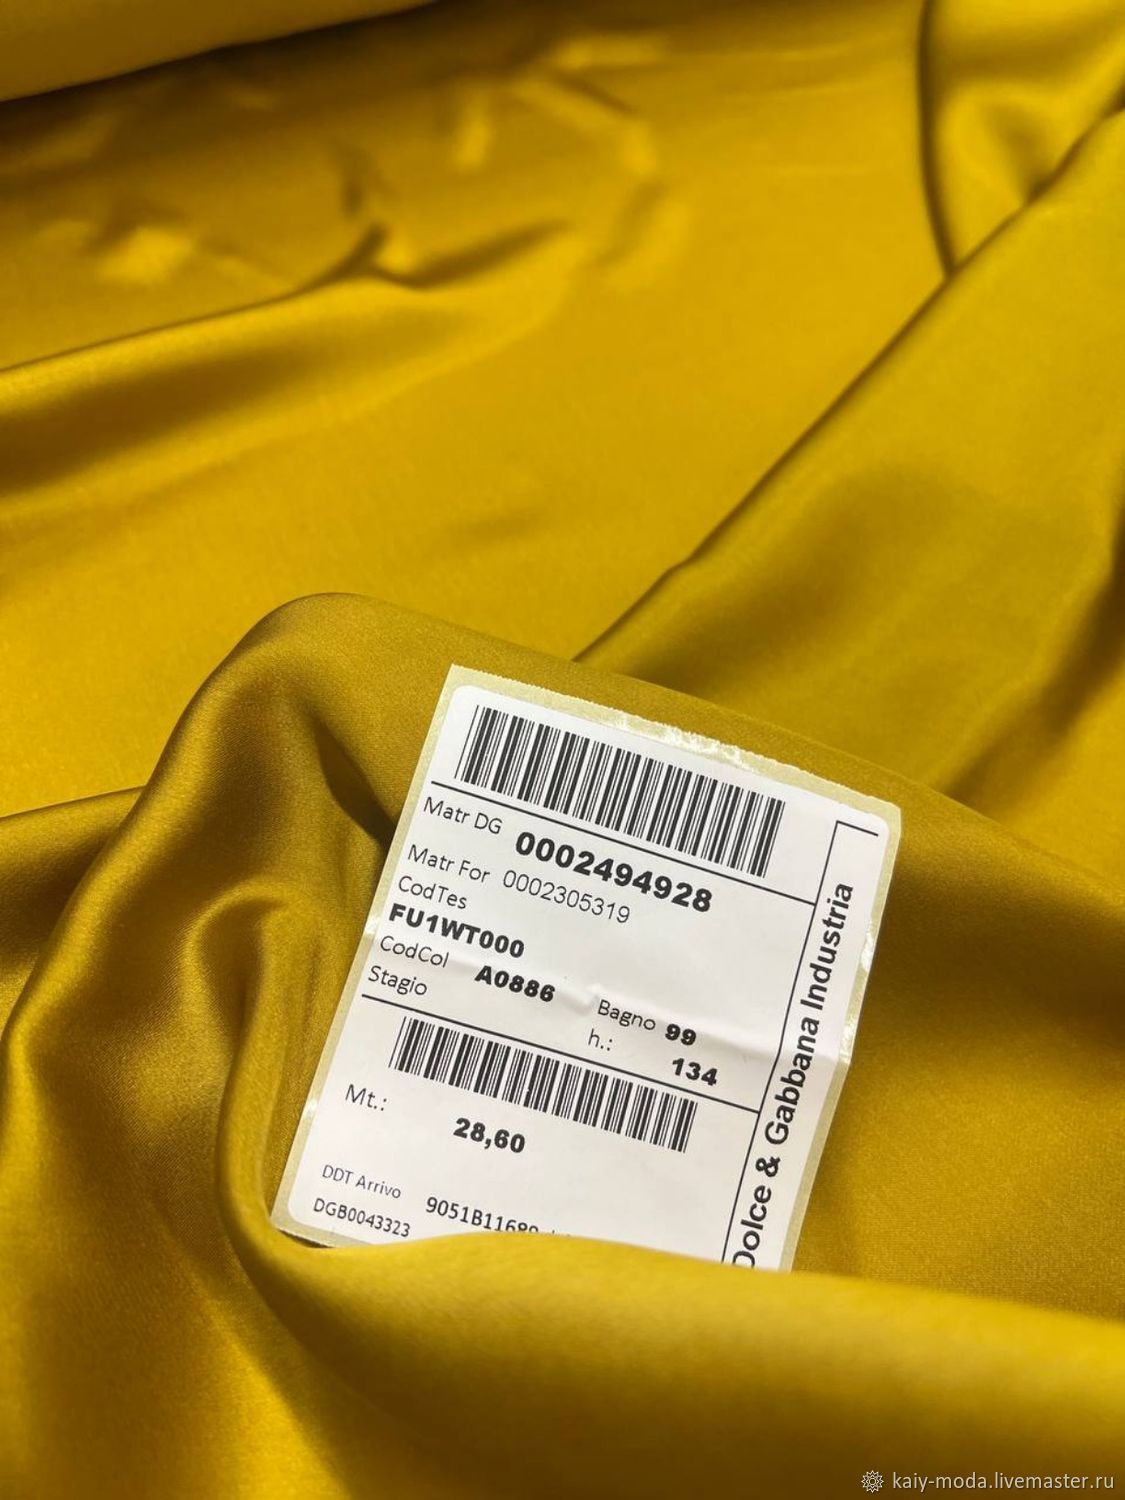 Matr DG 0002494928
Matr For 0002305319
CodTes
FU1WT000
CodCol A0886
Stagio
Bagno 99
h.: 134
Mt.: 28,60
DDT Arrivo
DGB0043323
Dolce & Gabbana Industria
kaiy-moda.livemaster.ru